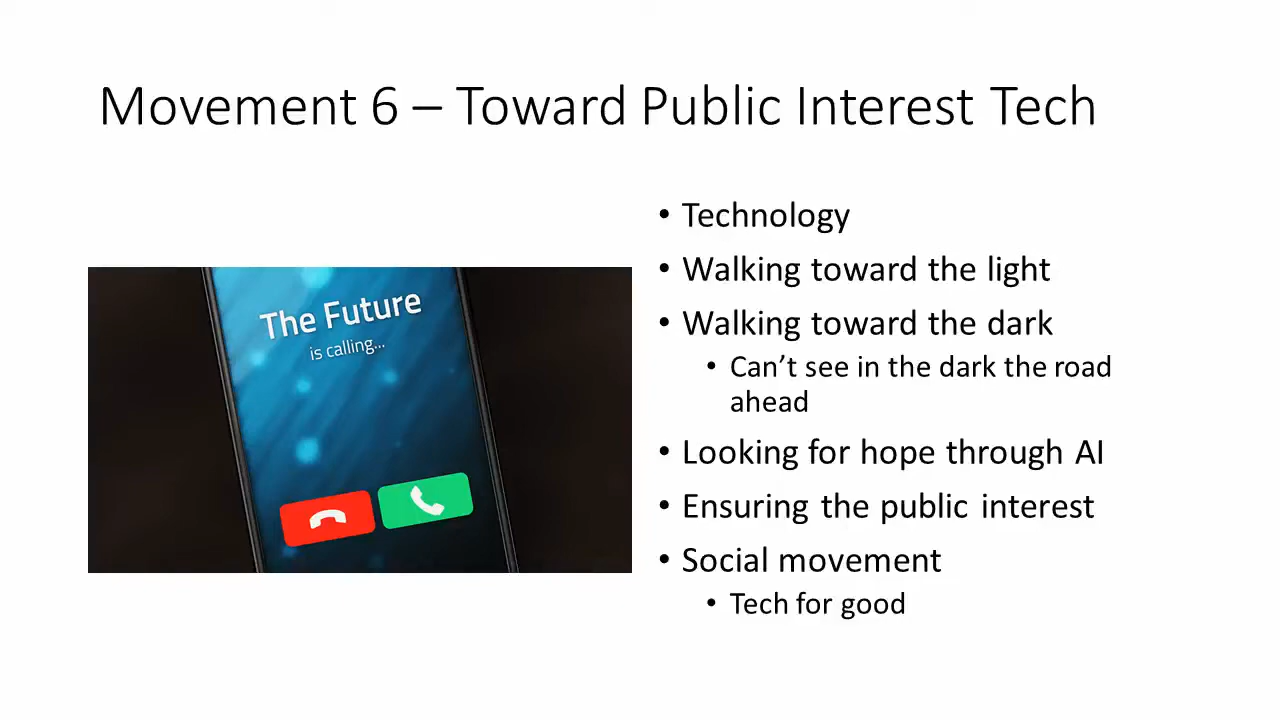 Movement 6 – Toward Public Interest Tech
The Future
is calling...
• Technology
• Walking toward the light
• Walking toward the dark
• Can’t see in the dark the road
ahead
• Looking for hope through AI
• Ensuring the public interest
• Social movement
• Tech for good